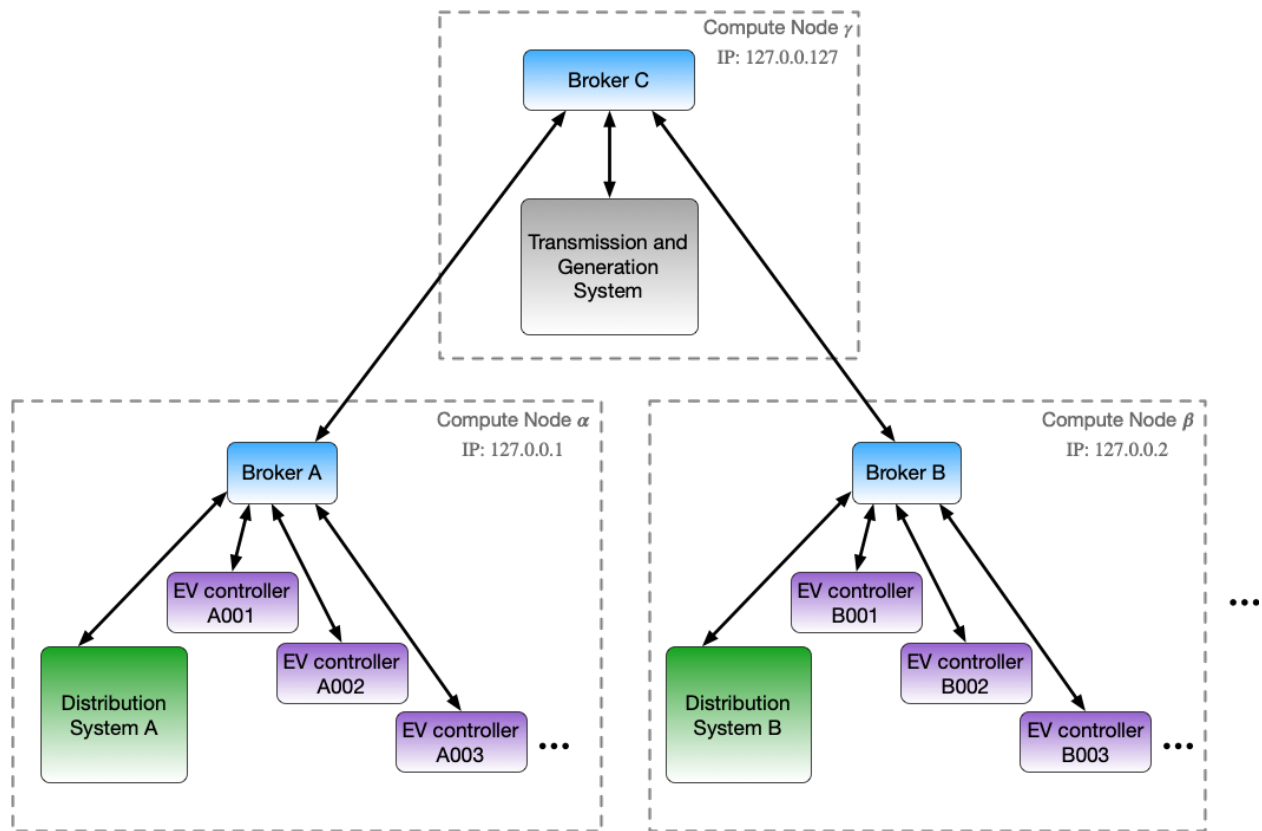 Compute Node γ
IP: 127.0.0.127
Broker C
Transmission and
Generation
System
Compute Node α
IP: 127.0.0.1
Broker A
EV controller
A001
EV controller
A002
EV controller
A003
...
Distribution
System A
Compute Node β
IP: 127.0.0.2
Broker B
EV controller
B001
EV controller
B002
EV controller
B003
...
Distribution
System B
...